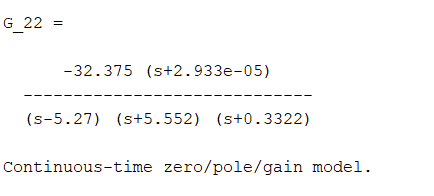 G_22 =
-32.375 (s+2.933e-05)
-----------------------------
(s-5.27) (s+5.552) (s+0.3322)
Continuous-time zero/pole/gain model.